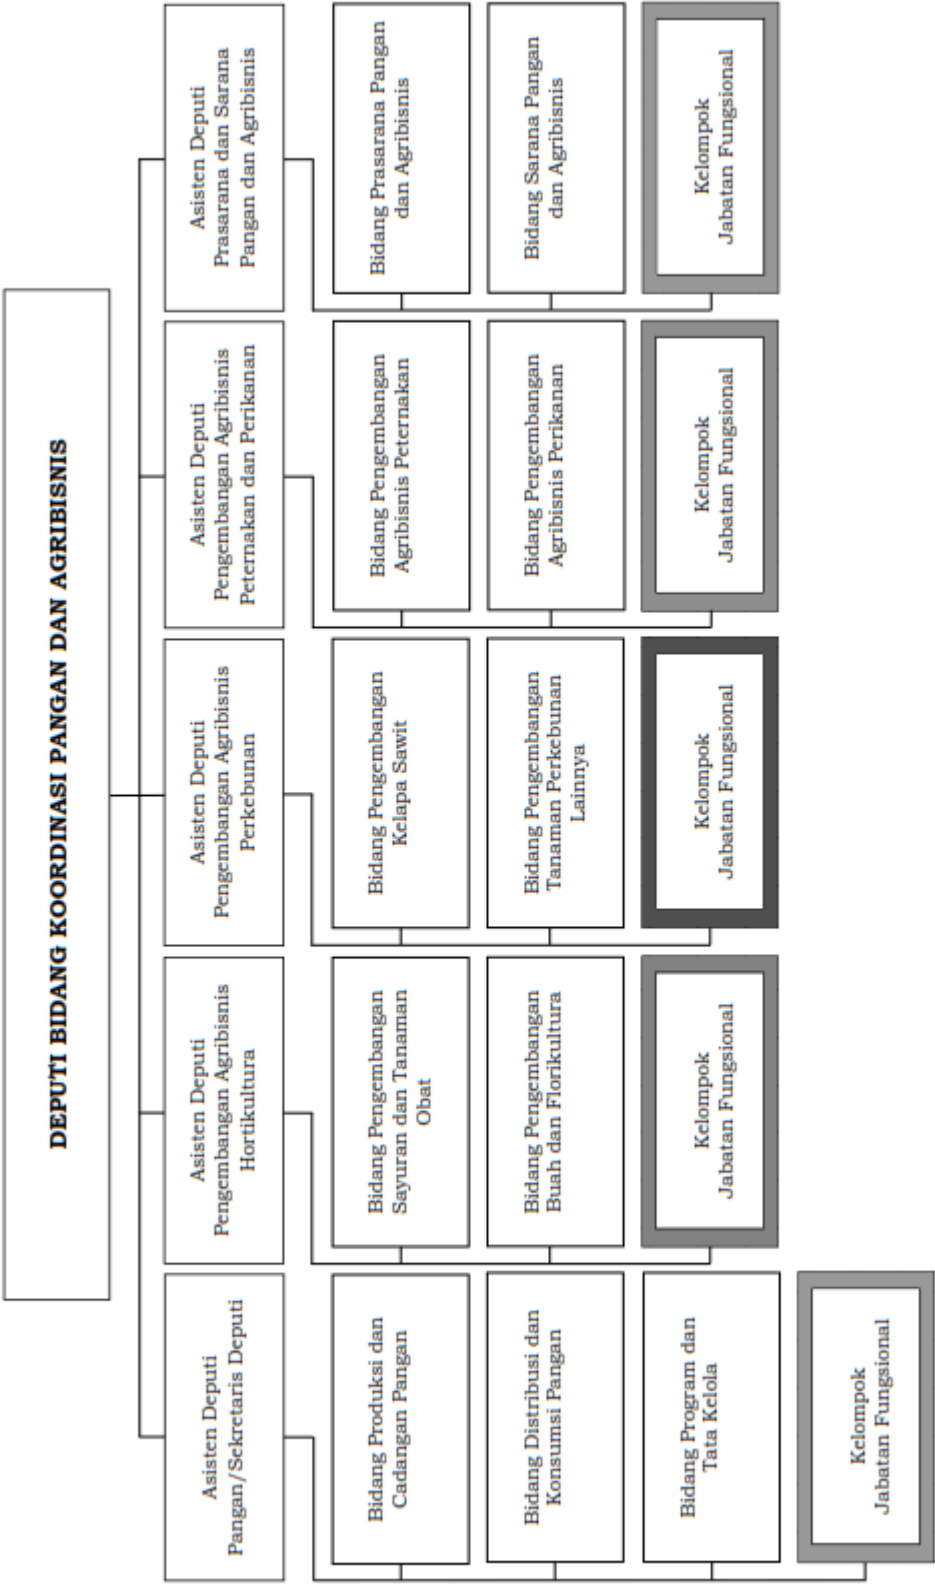 DEPUTI BIDANG KOORDINASI PANGAN DAN AGRIBISNIS
Asisten Deputi
Pangan/Sekretaris Deputi
Bidang Produksi dan
Cadangan Pangan
Bidang Distribusi dan
Konsumsi Pangan
Bidang Program dan
Tata Kelola
Kelompok
Jabatan Fungsional
Asisten Deputi
Pengembangan Agribisnis
Hortikultura
Bidang Pengembangan
Sayuran dan Tanaman
Obat
Bidang Pengembangan
Buah dan Florikultura
Kelompok
Jabatan Fungsional
Asisten Deputi
Pengembangan Agribisnis
Perkebunan
Bidang Pengembangan
Kelapa Sawit
Bidang Pengembangan
Tanaman Perkebunan
Lainnya
Kelompok
Jabatan Fungsional
Asisten Deputi
Pengembangan Agribisnis
Peternakan dan Perikanan
Bidang Pengembangan
Agribisnis Peternakan
Bidang Pengembangan
Agribisnis Perikanan
Kelompok
Jabatan Fungsional
Asisten Deputi
Prasarana dan Sarana
Pangan dan Agribisnis
Bidang Prasarana Pangan
dan Agribisnis
Bidang Sarana Pangan
dan Agribisnis
Kelompok
Jabatan Fungsional